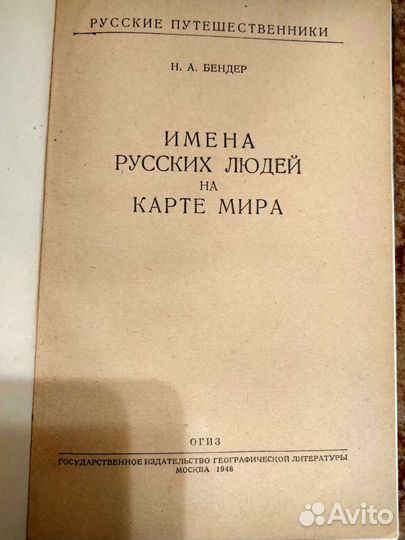 РУССКИЕ ПУТЕШЕСТВЕННИКИ
Н. А. БЕНДЕР
ИМЕНА
РУССКИХ ЛЮДЕЙ
НА
КАРТЕ МИРА
ОГИЗ
ГОСУДАРСТВЕННОЕ ИЗДАТЕЛЬСТВО ГЕОГРАФИЧЕСКОЙ ЛИТЕРАТУРЫ
МОСКВА 1948
Avito